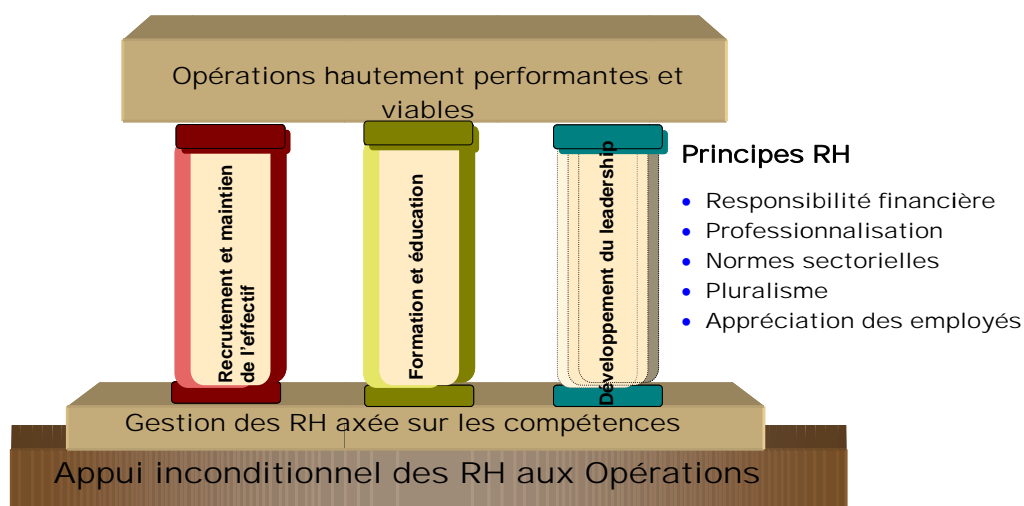 Opérations hautement performantes et
viables
Recrutement et maintien
de l'effectif
Formation et éducation
Développement du leadership
Principes RH
• Responsibilité financière
• Professionnalisation
• Normes sectorielles
• Pluralisme
• Appréciation des employés
Gestion des RH axée sur les compétences
Appui inconditionnel des RH aux Opérations